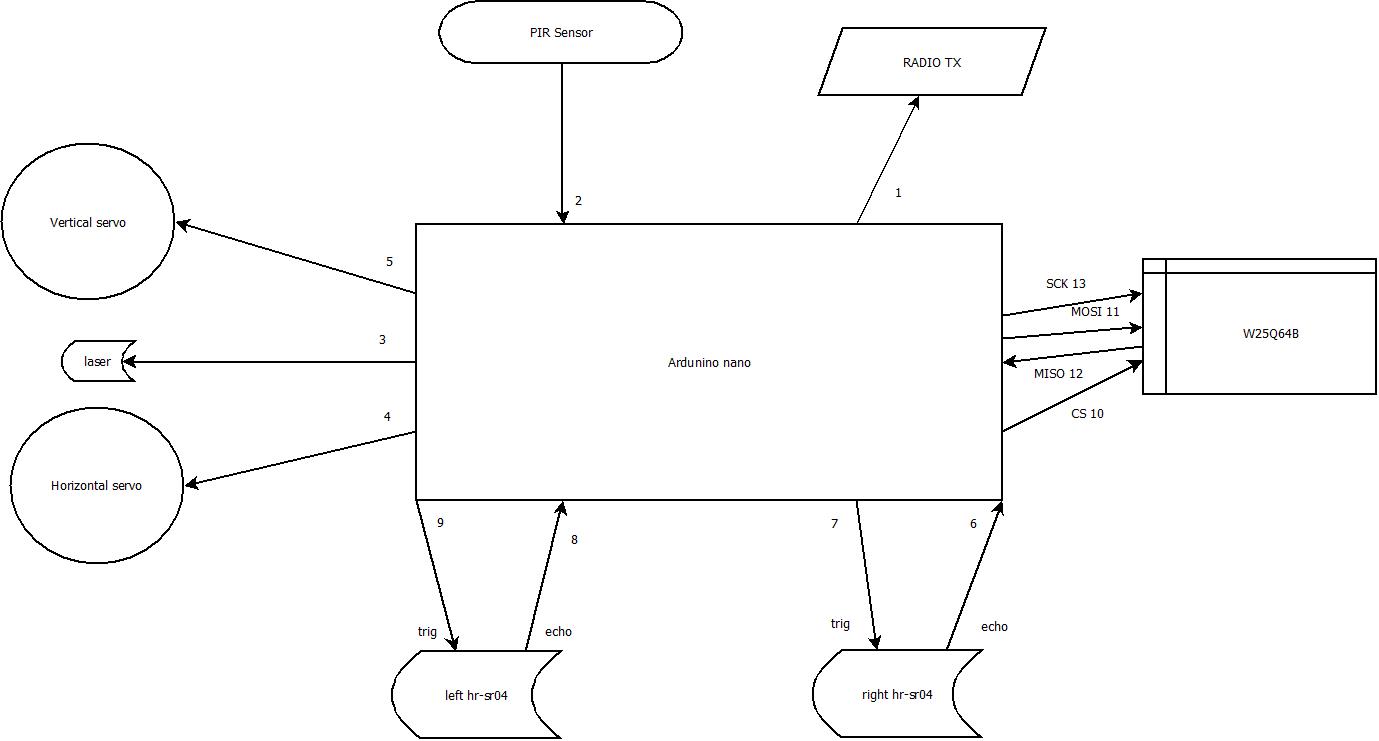 PIR Sensor
RADIO TX
2
1
Vertical servo
5
SCK 13
MOSI 11
W25Q64B
3
laser
Ardunino nano
MISO 12
4
CS 10
Horizontal servo
9
8
7
6
trig
echo
trig
echo
left hr-sr04
right hr-sr04